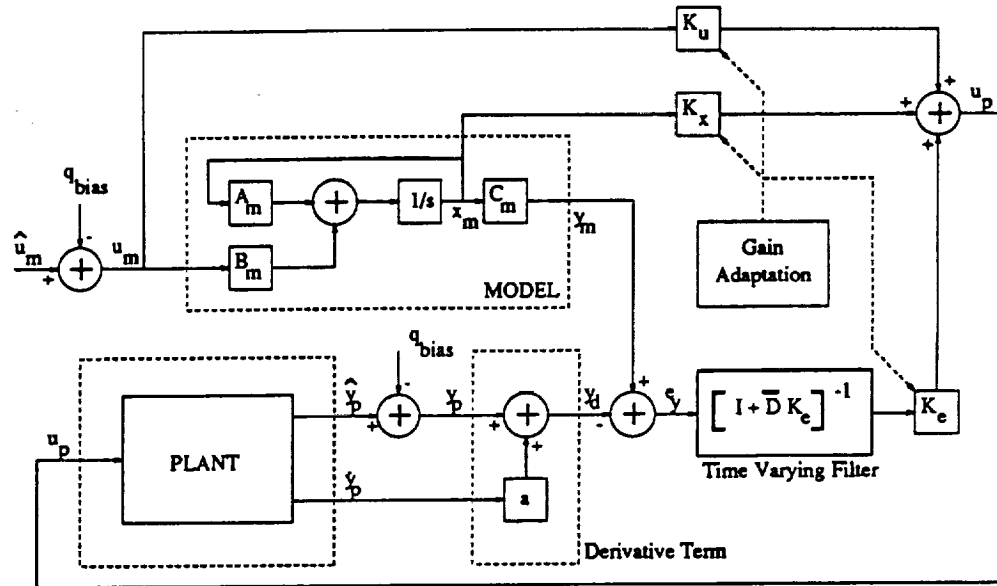 K_u
+
u_p
K_x
+
+
+
q_bias
-
û_m
+
+
u_m
A_m
+
1/s
x_m
C_m
y_m
B_m
MODEL
Gain
Adaptation
q_bias
-
ŷ_p
+
+
y_p
+
+
+
y_d
-
+
+
e_y
[ I + D̅ K_e ]^-1
K_e
Time Varying Filter
u_p
PLANT
ẏ_p
a
Derivative Term